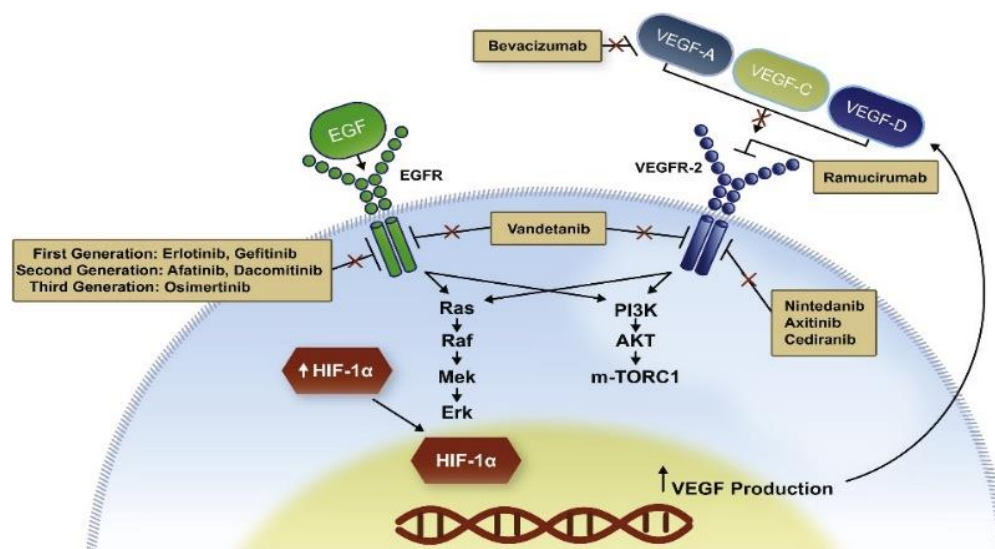 Bevacizumab
VEGF-A
VEGF-C
VEGF-D
EGF
EGFR
VEGFR-2
Ramucirumab
First Generation: Erlotinib, Gefitinib
Second Generation: Afatinib, Dacomitinib
Third Generation: Osimertinib
Vandetanib
Nintedanib
Axitinib
Cediranib
Ras
Raf
Mek
Erk
PI3K
AKT
m-TORC1
↑ HIF-1α
HIF-1α
↑ VEGF Production